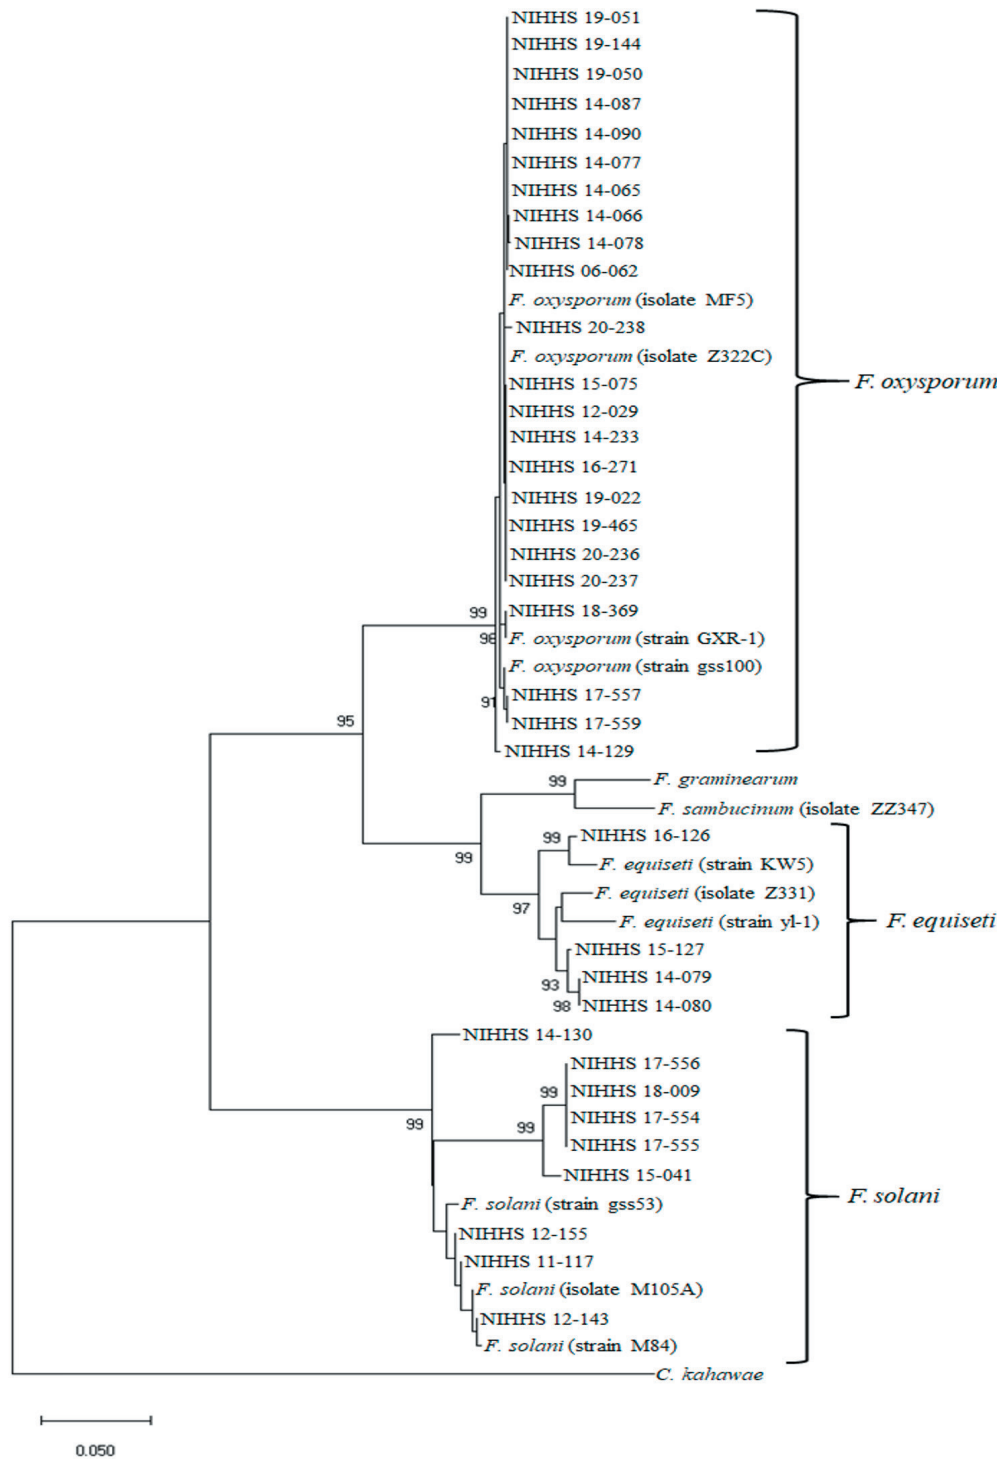 NIHHS 19-051
NIHHS 19-144
NIHHS 19-050
NIHHS 14-087
NIHHS 14-090
NIHHS 14-077
NIHHS 14-065
NIHHS 14-066
NIHHS 14-078
NIHHS 06-062
F. oxysporum (isolate MF5)
NIHHS 20-238
F. oxysporum (isolate Z322C)
NIHHS 15-075
F. oxysporum
NIHHS 12-029
NIHHS 14-233
NIHHS 16-271
NIHHS 19-022
NIHHS 19-465
NIHHS 20-236
NIHHS 20-237
99
NIHHS 18-369
98
F. oxysporum (strain GXR-1)
F. oxysporum (strain gss100)
91
NIHHS 17-557
95
NIHHS 17-559
NIHHS 14-129
99
F. graminearum
F. sambucinum (isolate ZZ347)
99
NIHHS 16-126
99
F. equiseti (strain KW5)
F. equiseti (isolate Z331)
97
F. equiseti (strain yl-1)
F. equiseti
NIHHS 15-127
93
NIHHS 14-079
98
NIHHS 14-080
NIHHS 14-130
NIHHS 17-556
99
NIHHS 18-009
99
99
NIHHS 17-554
NIHHS 17-555
NIHHS 15-041
F. solani
F. solani (strain gss53)
NIHHS 12-155
NIHHS 11-117
F. solani (isolate M105A)
NIHHS 12-143
F. solani (strain M84)
C. kahawae
0.050